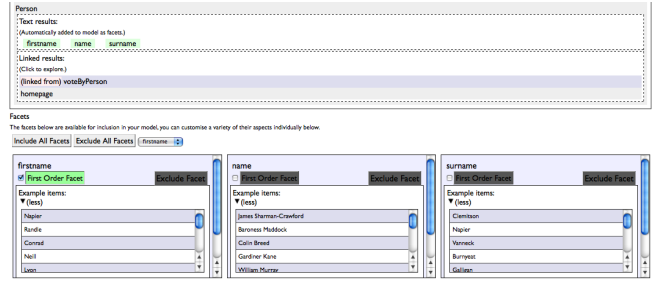 Person
Text results:
(Automatically added to model as facets.)
firstname name surname
Linked results:
(Click to explore.)
(linked from) voteByPerson
homepage
Facets
The facets below are available for inclusion in your model, you can customise a variety of their aspects individually below.
Include All Facets Exclude All Facets firstname
firstname
First Order Facet Exclude Facet
Example items:
▼(less)
Napier
Randle
Conrad
Neill
Lyon
name
First Order Facet Exclude Facet
Example items:
▼(less)
James Sharman-Crawford
Baroness Maddock
Colin Breed
Gardiner Kane
William Murray
surname
First Order Facet Exclude Facet
Example items:
▼(less)
Clemitson
Napier
Vanneck
Burnyeat
Gallean